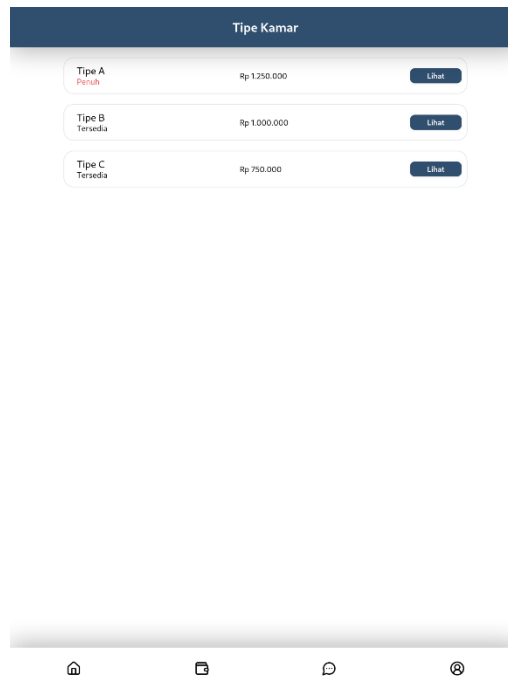 Tipe Kamar
Tipe A
Penuh
Rp 1.250.000
Lihat
Tipe B
Tersedia
Rp 1.000.000
Lihat
Tipe C
Tersedia
Rp 750.000
Lihat